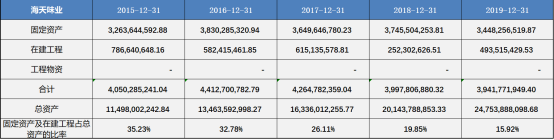 海天味业 2015-12-31 2016-12-31 2017-12-31 2018-12-31 2019-12-31
固定资产 3,263,644,592.88 3,830,285,320.94 3,649,646,780.23 3,745,504,253.81 3,448,256,519.87
在建工程 786,640,648.16 582,415,461.85 615,135,578.81 252,302,626.51 493,515,429.53
工程物资 - - - - -
合计 4,050,285,241.04 4,412,700,782.79 4,264,782,359.04 3,997,806,880.32 3,941,771,949.40
总资产 11,498,002,242.84 13,463,592,998.27 16,336,012,255.77 20,143,788,853.33 24,753,888,098.68
固定资产及在建工程占总
资产的比率 35.23% 32.78% 26.11% 19.85% 15.92%